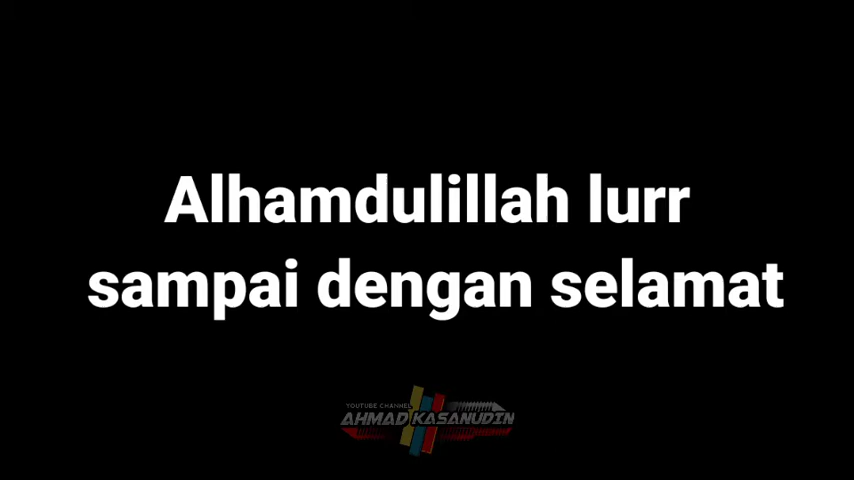 Alhamdulillah lurr
sampai dengan selamat
YOUTUBE CHANNEL
AHMAD KASANUDIN